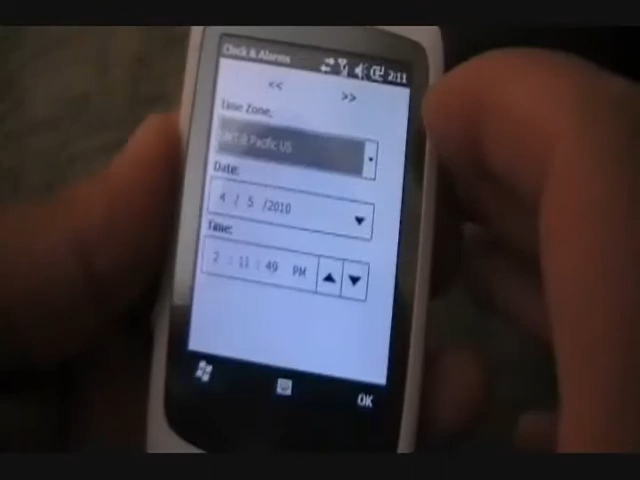 Clock & Alarms 2:11
<< >>
Time Zone:
GMT-8 Pacific US
Date:
4 / 5 /2010
Time:
2 : 11 : 49 PM
OK